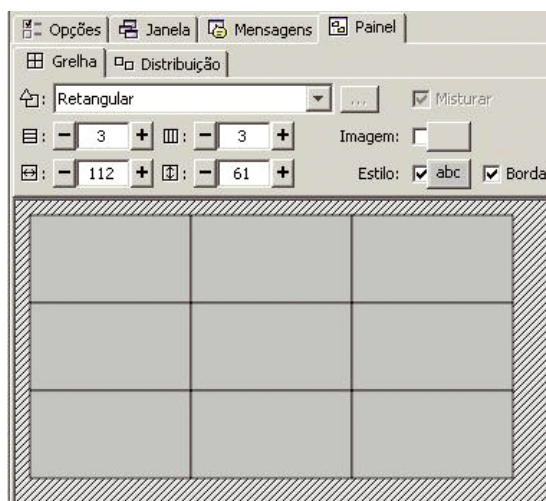 Opções Janela Mensagens Painel
Grelha Distribuição
: Retangular ... Misturar
: − 3 + : − 3 + Imagem:
: − 112 + : − 61 + Estilo: abc Borda